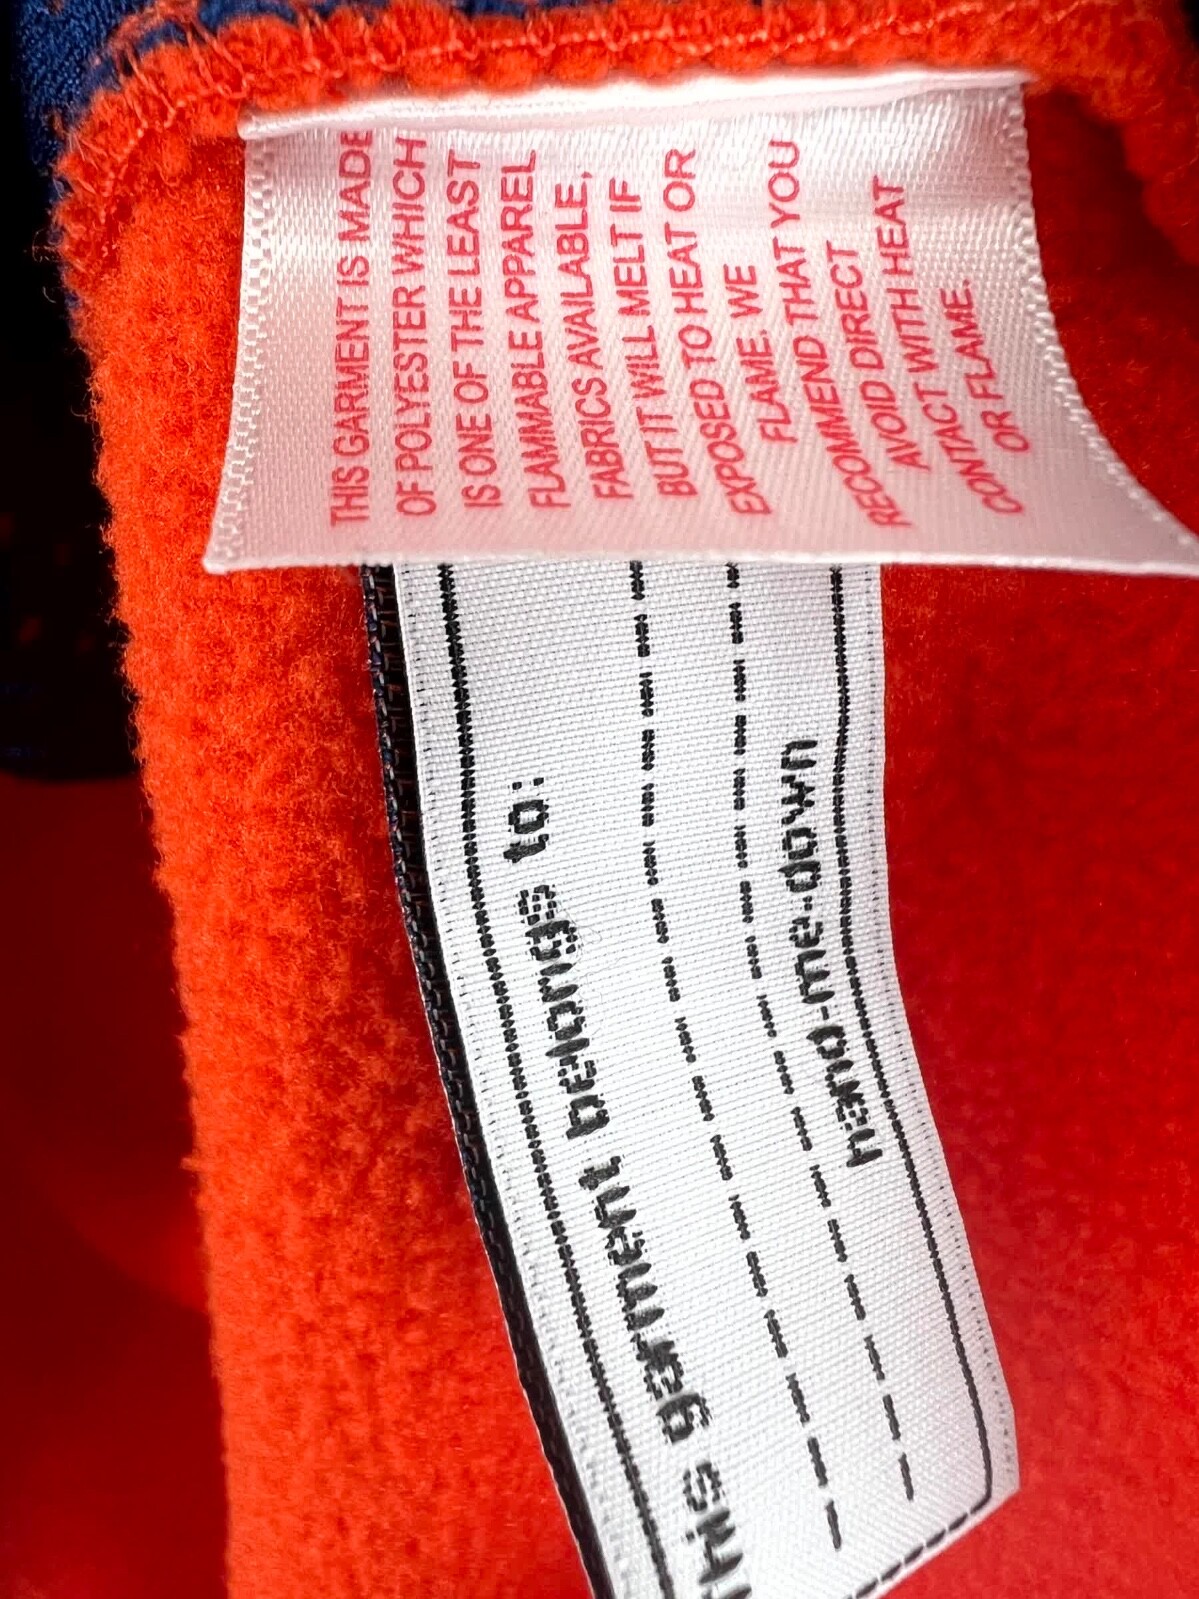 THIS GARMENT IS MADE
OF POLYESTER WHICH
IS ONE OF THE LEAST
FLAMMABLE APPAREL
FABRICS AVAILABLE,
BUT IT WILL MELT IF
EXPOSED TO HEAT OR
FLAME. WE
RECOMMEND THAT YOU
AVOID DIRECT
CONTACT WITH HEAT
OR FLAME.
This garment belongs to:
hand-me-down